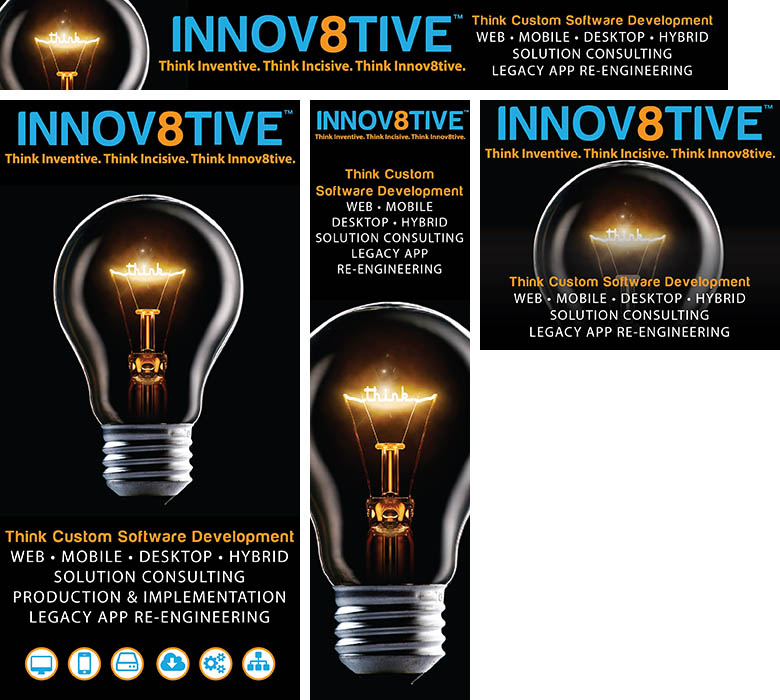 think
INNOV8TIVE™
Think Inventive. Think Incisive. Think Innov8tive.
Think Custom Software Development
WEB • MOBILE • DESKTOP • HYBRID
SOLUTION CONSULTING
LEGACY APP RE-ENGINEERING
INNOV8TIVE™
Think Inventive. Think Incisive. Think Innov8tive.
think
Think Custom Software Development
WEB • MOBILE • DESKTOP • HYBRID
SOLUTION CONSULTING
PRODUCTION & IMPLEMENTATION
LEGACY APP RE-ENGINEERING
INNOV8TIVE™
Think Inventive. Think Incisive. Think Innov8tive.
Think Custom
Software Development
WEB • MOBILE
DESKTOP • HYBRID
SOLUTION CONSULTING
LEGACY APP
RE-ENGINEERING
think
INNOV8TIVE™
Think Inventive. Think Incisive. Think Innov8tive.
think
Think Custom Software Development
WEB • MOBILE • DESKTOP • HYBRID
SOLUTION CONSULTING
LEGACY APP RE-ENGINEERING